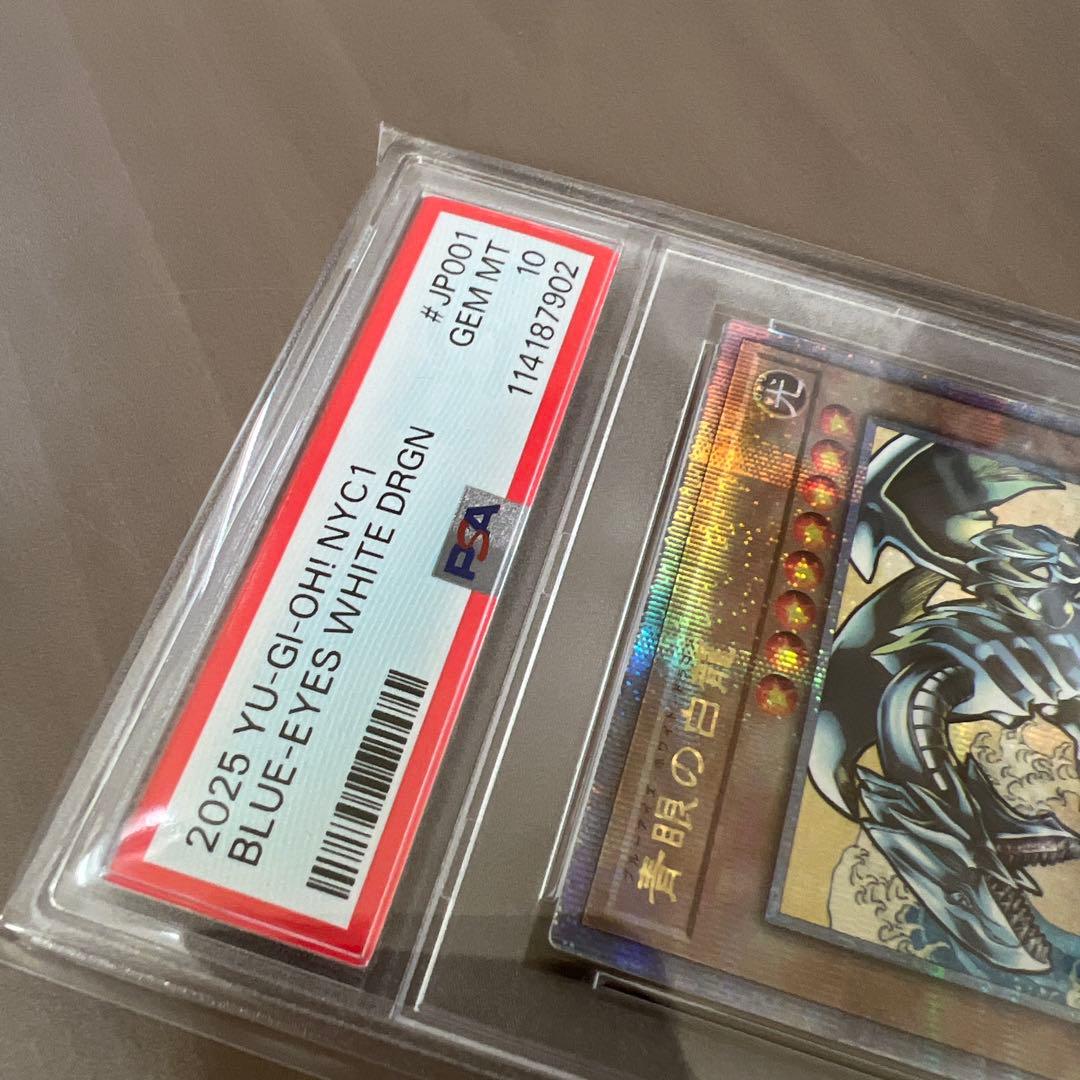 2025 YU-GI-OH! NYC1
#JP001
BLUE-EYES WHITE DRGN
GEM MT
10
114187902
PSA
青眼の白龍
光